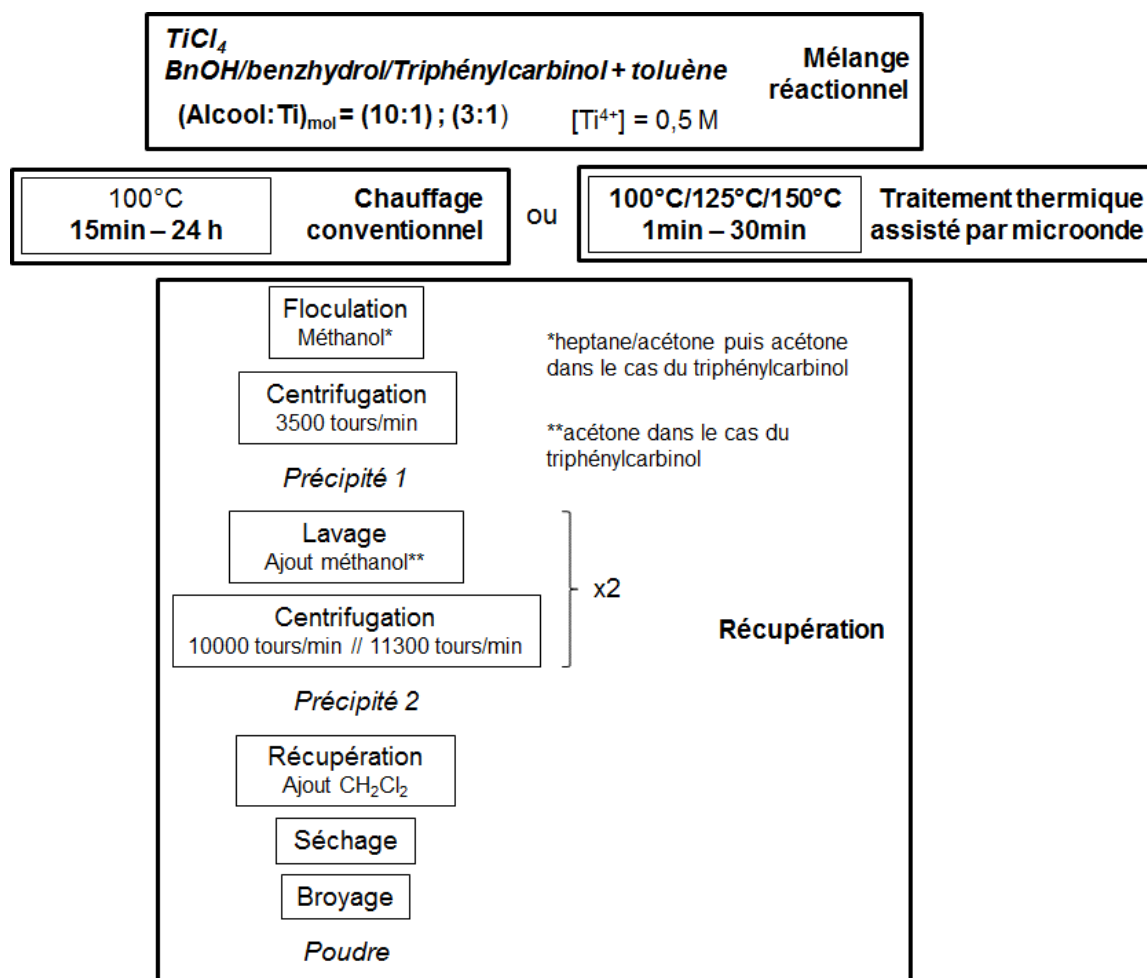 TiCl4
BnOH/benzhydrol/Triphénylcarbinol + toluène
(Alcool:Ti)mol = (10:1) ; (3:1)
[Ti4+] = 0,5 M
Mélange
réactionnel
100°C
15min – 24 h
Chauffage
conventionnel
ou
100°C/125°C/150°C
1min – 30min
Traitement thermique
assisté par microonde
Floculation
Méthanol*
*heptane/acétone puis acétone
dans le cas du triphénylcarbinol
Centrifugation
3500 tours/min
**acétone dans le cas du
triphénylcarbinol
Précipité 1
Lavage
Ajout méthanol**
x2
Centrifugation
10000 tours/min // 11300 tours/min
Récupération
Précipité 2
Récupération
Ajout CH2Cl2
Séchage
Broyage
Poudre